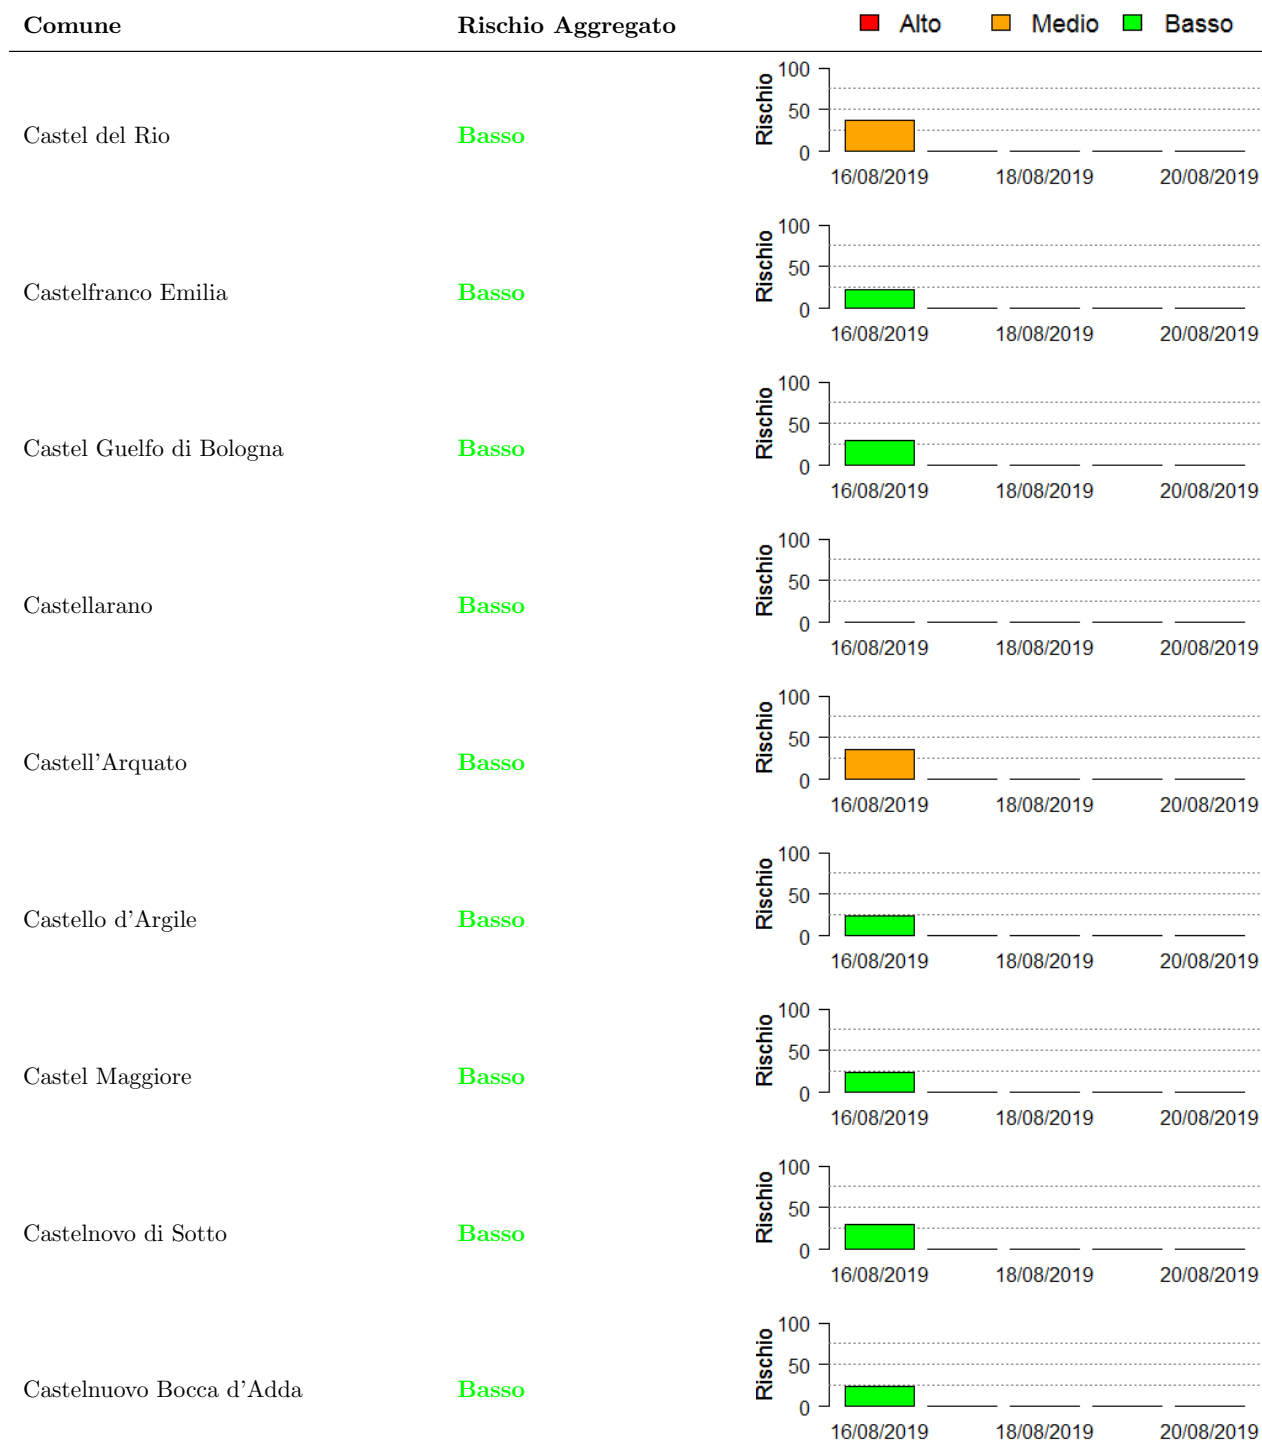 Comune Rischio Aggregato Alto Medio Basso
100
50
0
Rischio
Castel del Rio Basso
16/08/2019 18/08/2019 20/08/2019
100
50
0
Rischio
Castelfranco Emilia Basso
16/08/2019 18/08/2019 20/08/2019
100
50
0
Rischio
Castel Guelfo di Bologna Basso
16/08/2019 18/08/2019 20/08/2019
100
50
0
Rischio
Castellarano Basso
16/08/2019 18/08/2019 20/08/2019
100
50
0
Rischio
Castell'Arquato Basso
16/08/2019 18/08/2019 20/08/2019
100
50
0
Rischio
Castello d'Argile Basso
16/08/2019 18/08/2019 20/08/2019
100
50
0
Rischio
Castel Maggiore Basso
16/08/2019 18/08/2019 20/08/2019
100
50
0
Rischio
Castelnovo di Sotto Basso
16/08/2019 18/08/2019 20/08/2019
100
50
0
Rischio
Castelnuovo Bocca d'Adda Basso
16/08/2019 18/08/2019 20/08/2019